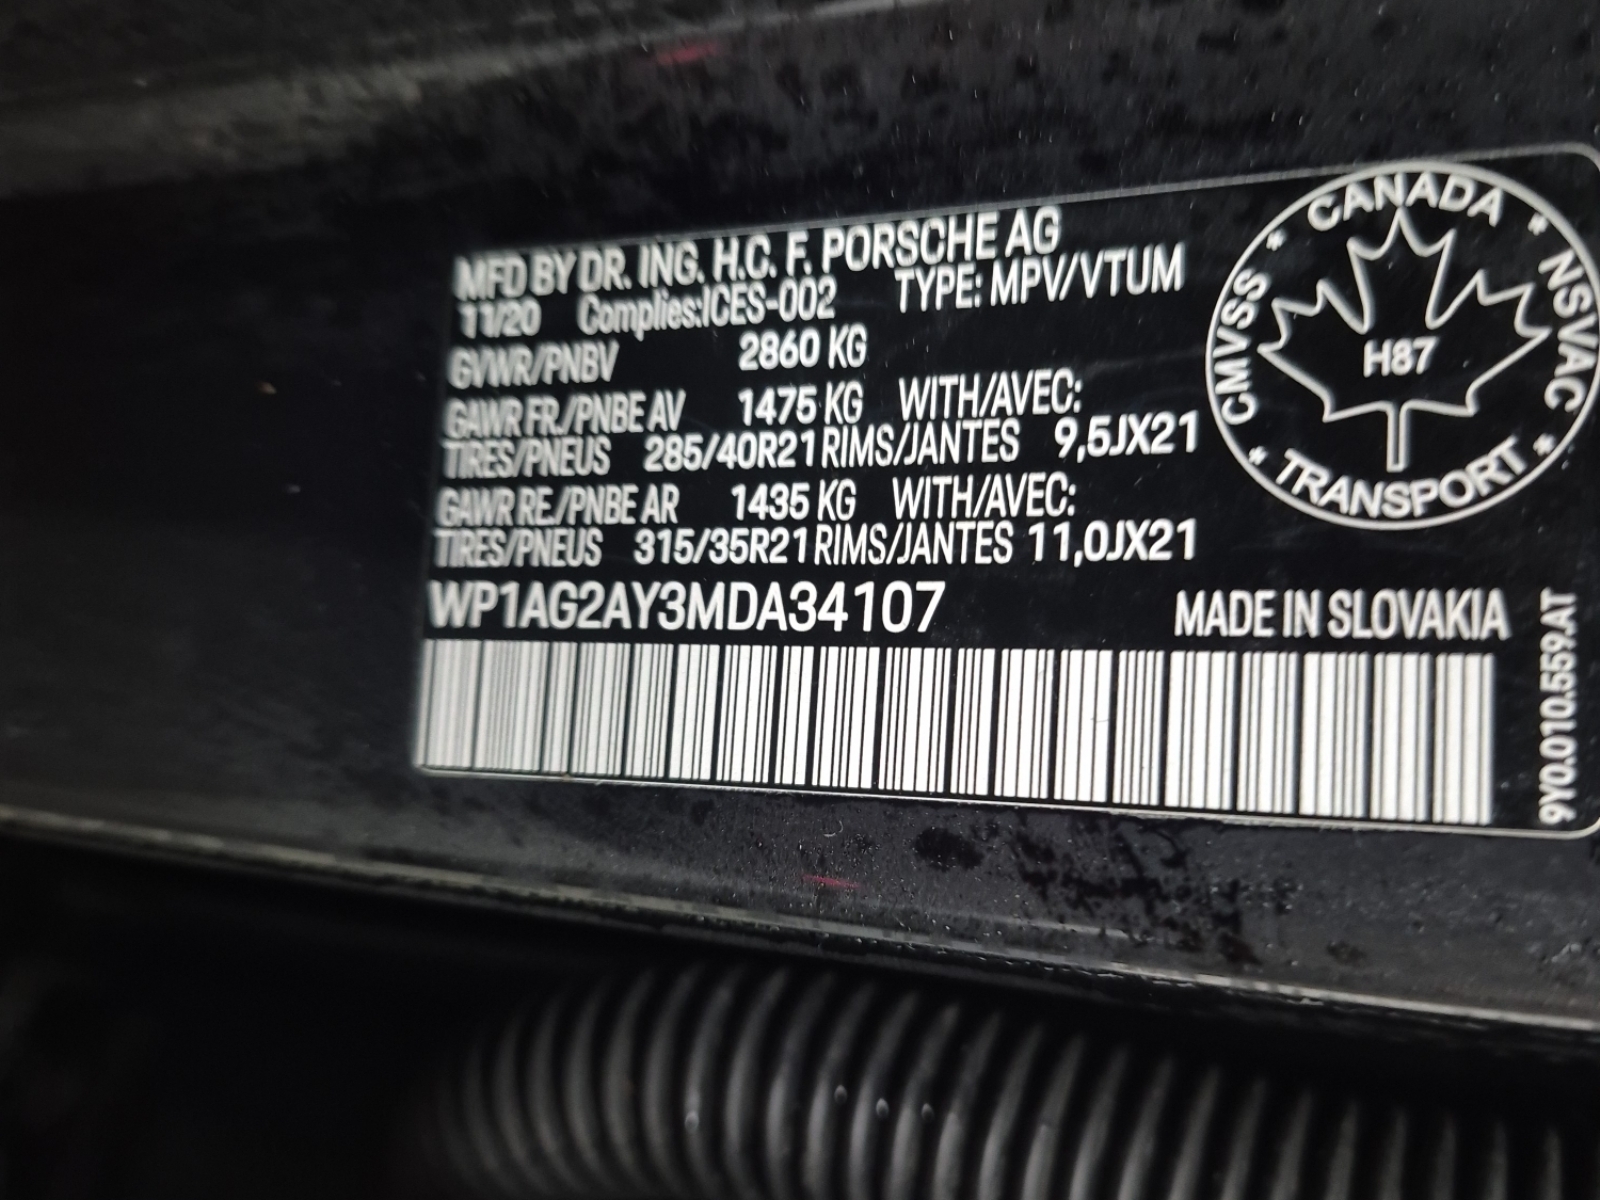 MFD BY DR. ING. H.C. F. PORSCHE AG
11/20 Complies:ICES-002 TYPE: MPV/VTUM
GVWR/PNBV 2860 KG
GAWR FR./PNBE AV 1475 KG WITH/AVEC:
TIRES/PNEUS 285/40R21 RIMS/JANTES 9,5JX21
GAWR RE./PNBE AR 1435 KG WITH/AVEC:
TIRES/PNEUS 315/35R21 RIMS/JANTES 11,0JX21
WP1AG2AY3MDA34107 MADE IN SLOVAKIA
CANADA * NSVAC * TRANSPORT * CMVSS *
H87
9Y0.010.559.AT